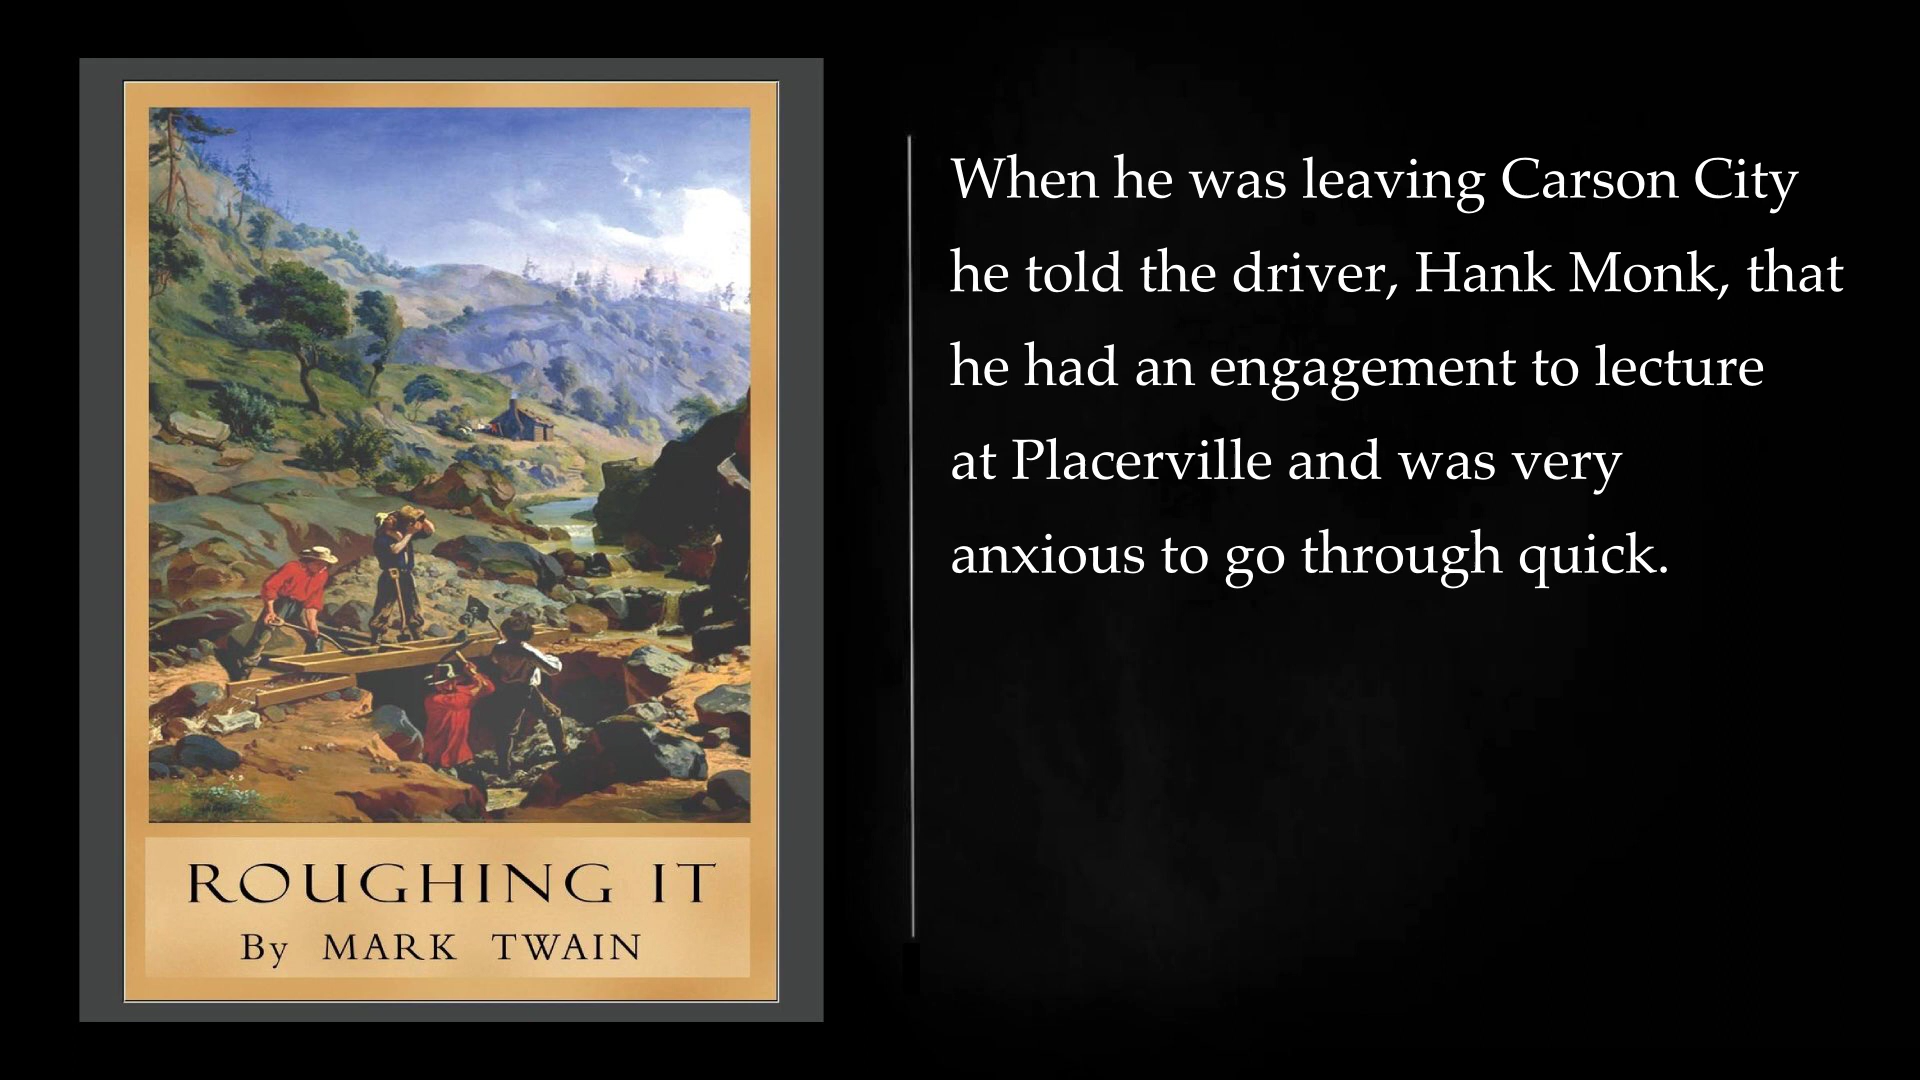 ROUGHING IT
By MARK TWAIN
When he was leaving Carson City
he told the driver, Hank Monk, that
he had an engagement to lecture
at Placerville and was very
anxious to go through quick.